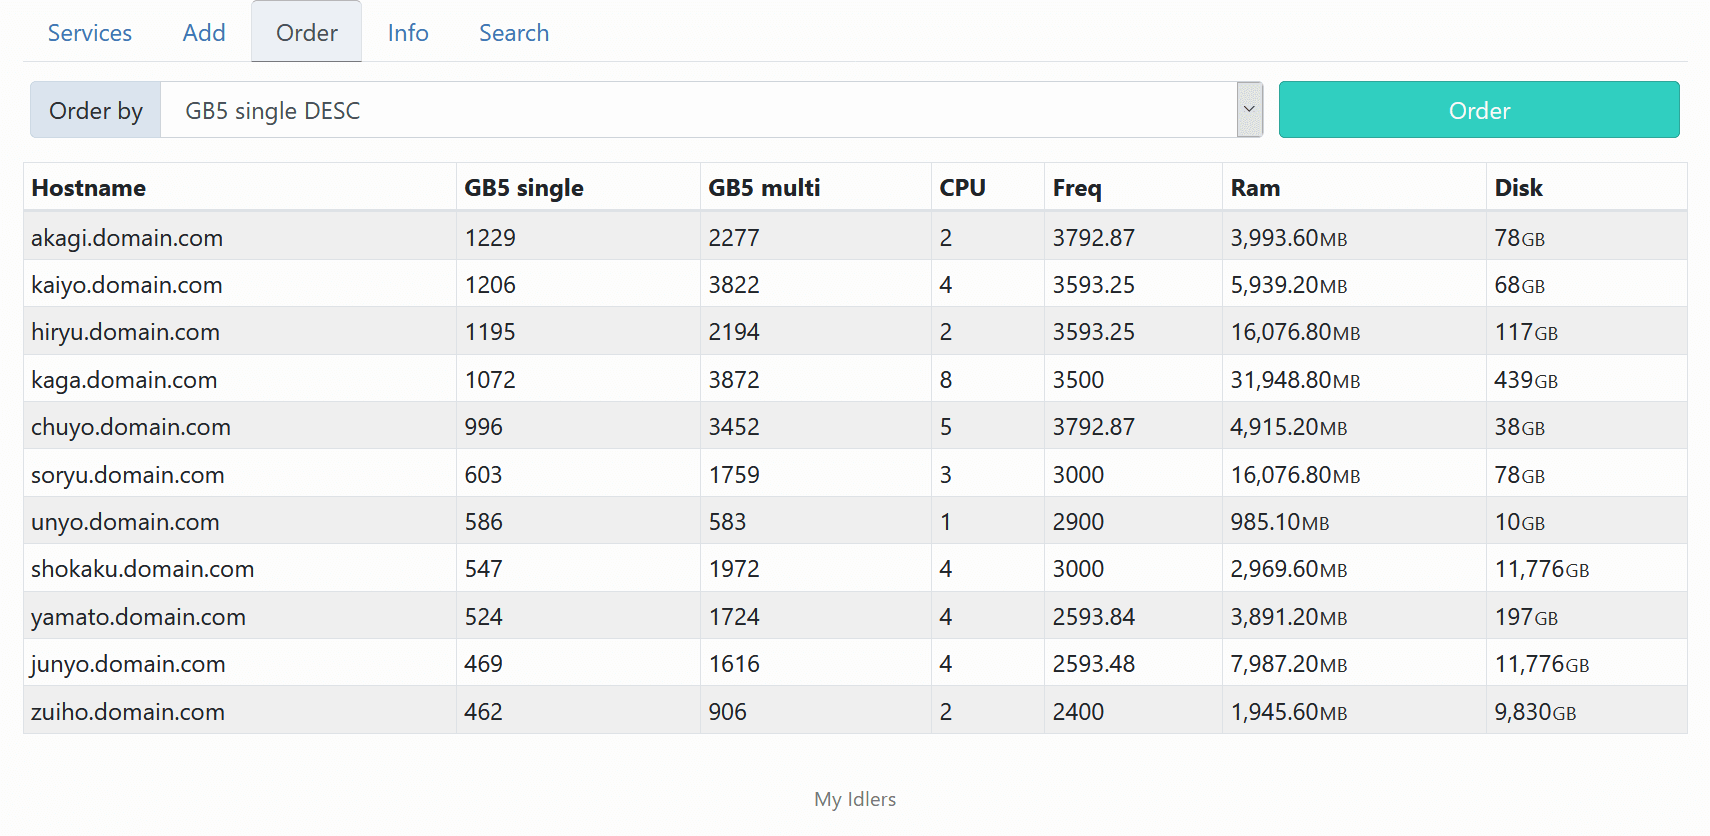 Services Add Order Info Search
Order by GB5 single DESC Order
Hostname GB5 single GB5 multi CPU Freq Ram Disk
akagi.domain.com 1229 2277 2 3792.87 3,993.60MB 78GB
kaiyo.domain.com 1206 3822 4 3593.25 5,939.20MB 68GB
hiryu.domain.com 1195 2194 2 3593.25 16,076.80MB 117GB
kaga.domain.com 1072 3872 8 3500 31,948.80MB 439GB
chuyo.domain.com 996 3452 5 3792.87 4,915.20MB 38GB
soryu.domain.com 603 1759 3 3000 16,076.80MB 78GB
unyo.domain.com 586 583 1 2900 985.10MB 10GB
shokaku.domain.com 547 1972 4 3000 2,969.60MB 11,776GB
yamato.domain.com 524 1724 4 2593.84 3,891.20MB 197GB
junyo.domain.com 469 1616 4 2593.48 7,987.20MB 11,776GB
zuiho.domain.com 462 906 2 2400 1,945.60MB 9,830GB
My Idlers